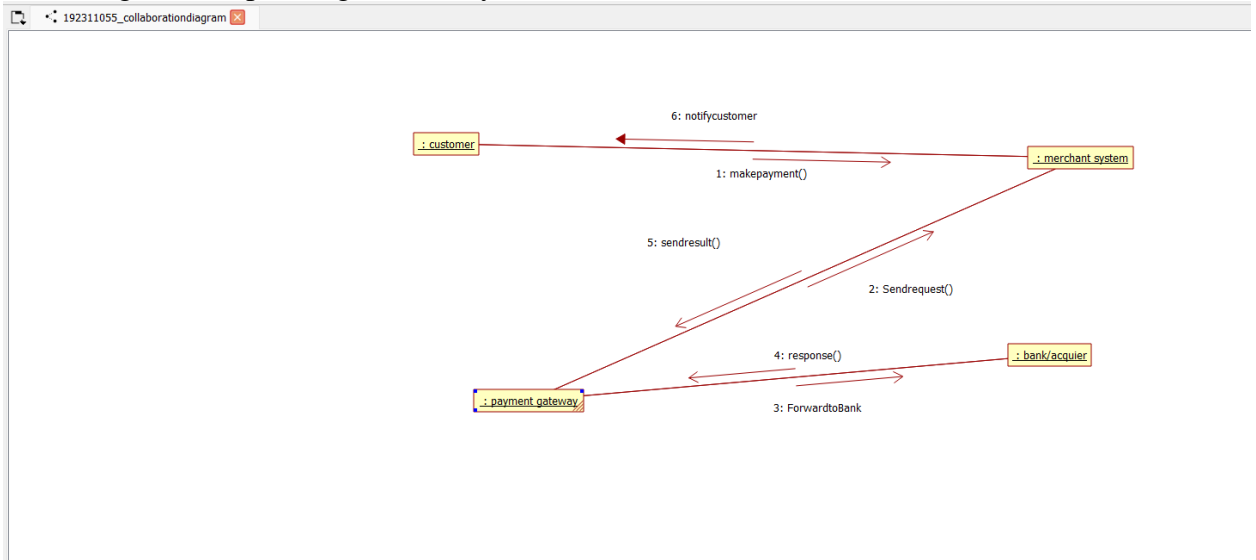 192311055_collaborationdiagram
6: notifycustomer
: customer
: merchant system
1: makepayment()
5: sendresult()
2: Sendrequest()
4: response()
: bank/acquier
: payment gateway
3: ForwardtoBank